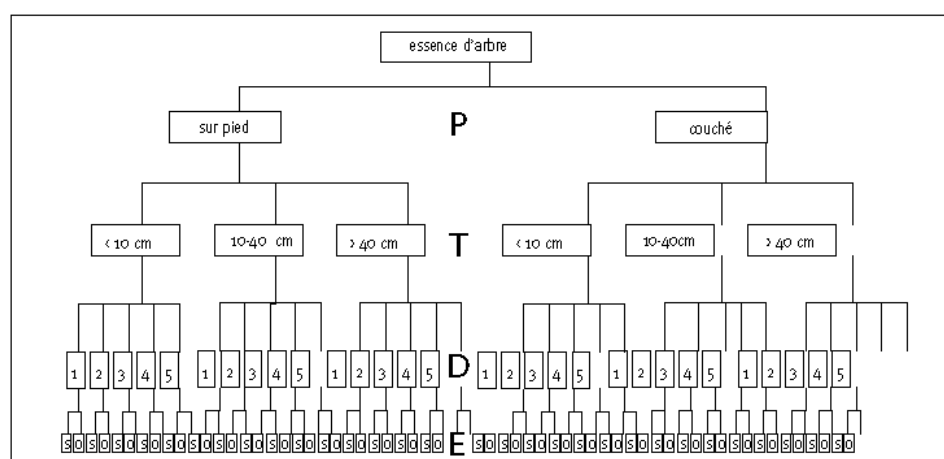 essence d'arbre
sur pied P couché
< 10 cm 10-40 cm > 40 cm T < 10 cm 10-40cm > 40 cm
1 2 3 4 5 1 2 3 4 5 1 2 3 4 5 D 1 2 3 4 5 1 2 3 4 5 1 2 3 4 5
S O S O S O S O S O S O S O S O S O S O S O S O S O S O S O E S O S O S O S O S O S O S O S O S O S O S O S O S O S O S O